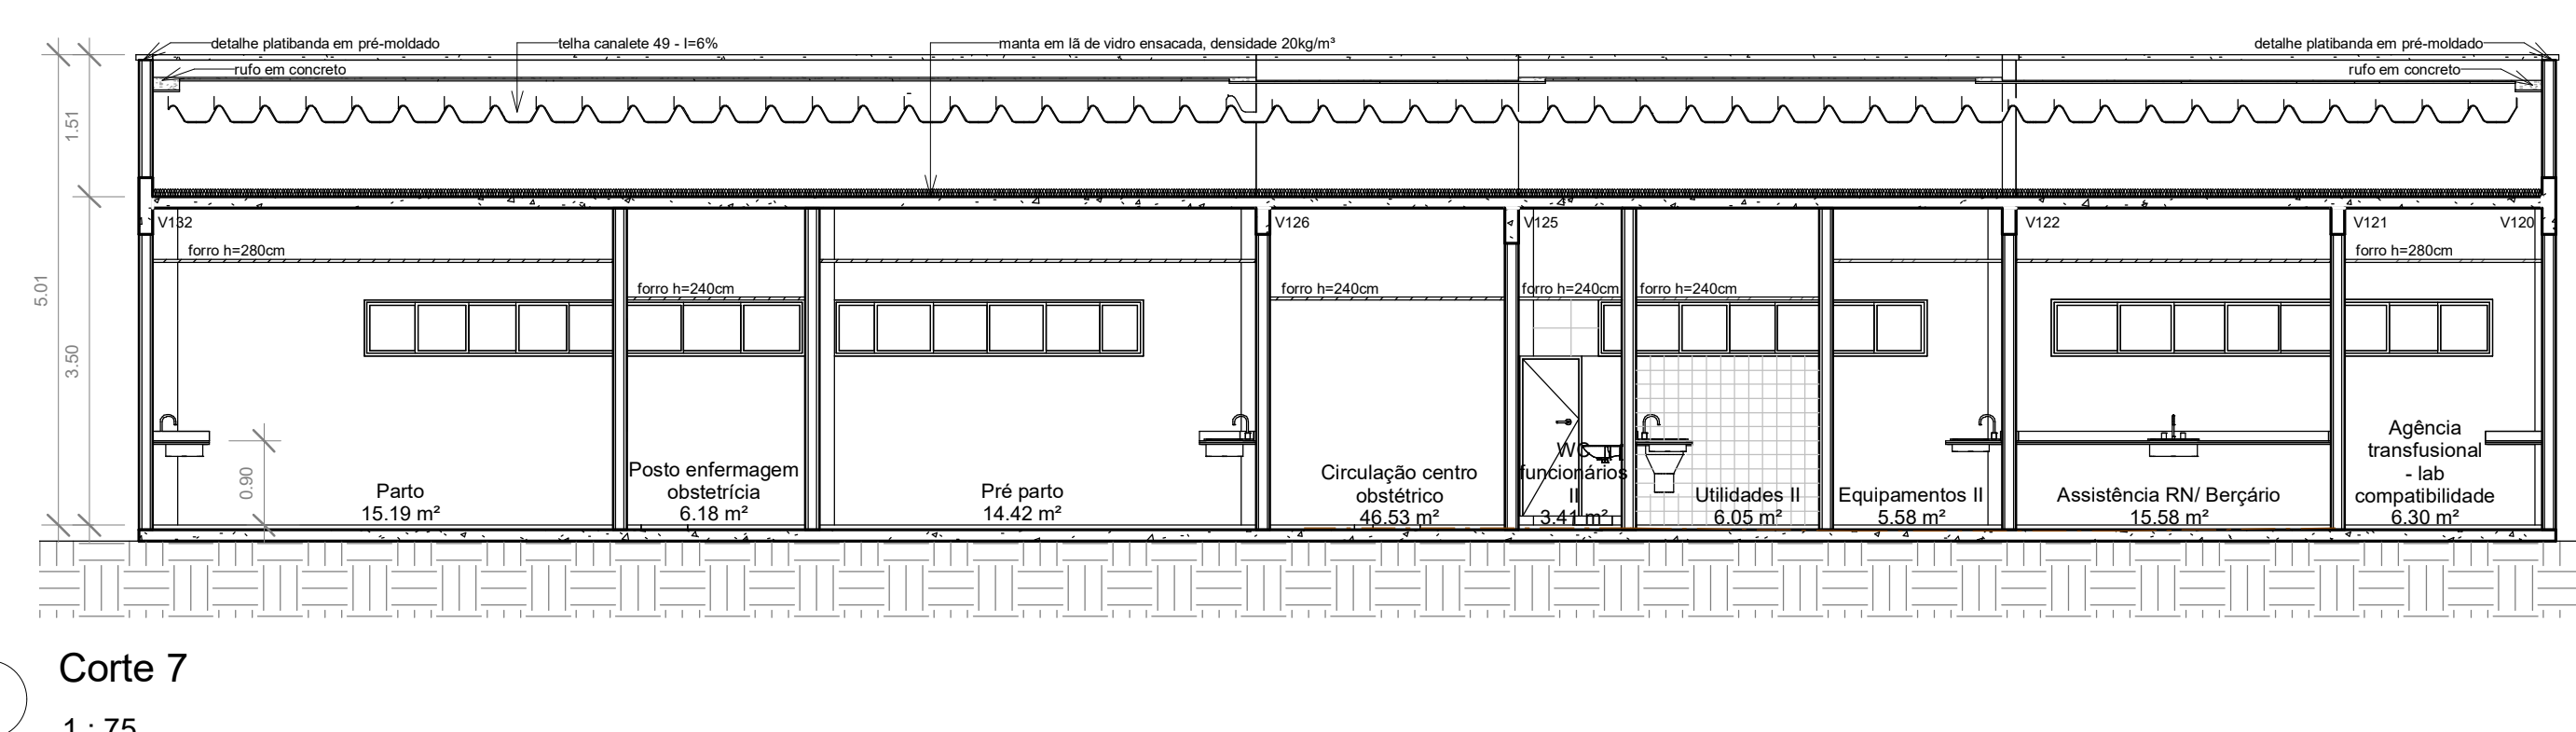 detalhe platibanda em pré-moldado
telha canalete 49 - I=6%
manta em lã de vidro ensacada, densidade 20kg/m³
detalhe platibanda em pré-moldado
rufo em concreto
rufo em concreto
1.51
5.01
3.50
0.90
V132
V126
V125
V122
V121
V120
forro h=280cm
forro h=240cm
forro h=240cm
forro h=240cm
forro h=240cm
forro h=280cm
Parto
15.19 m²
Posto enfermagem
obstetrícia
6.18 m²
Pré parto
14.42 m²
Circulação centro
obstétrico
46.53 m²
WC
funcionários
II
3.41 m²
Utilidades II
6.05 m²
Equipamentos II
5.58 m²
Assistência RN/ Berçário
15.58 m²
Agência
transfusional
- lab
compatibilidade
6.30 m²
Corte 7
1 : 75